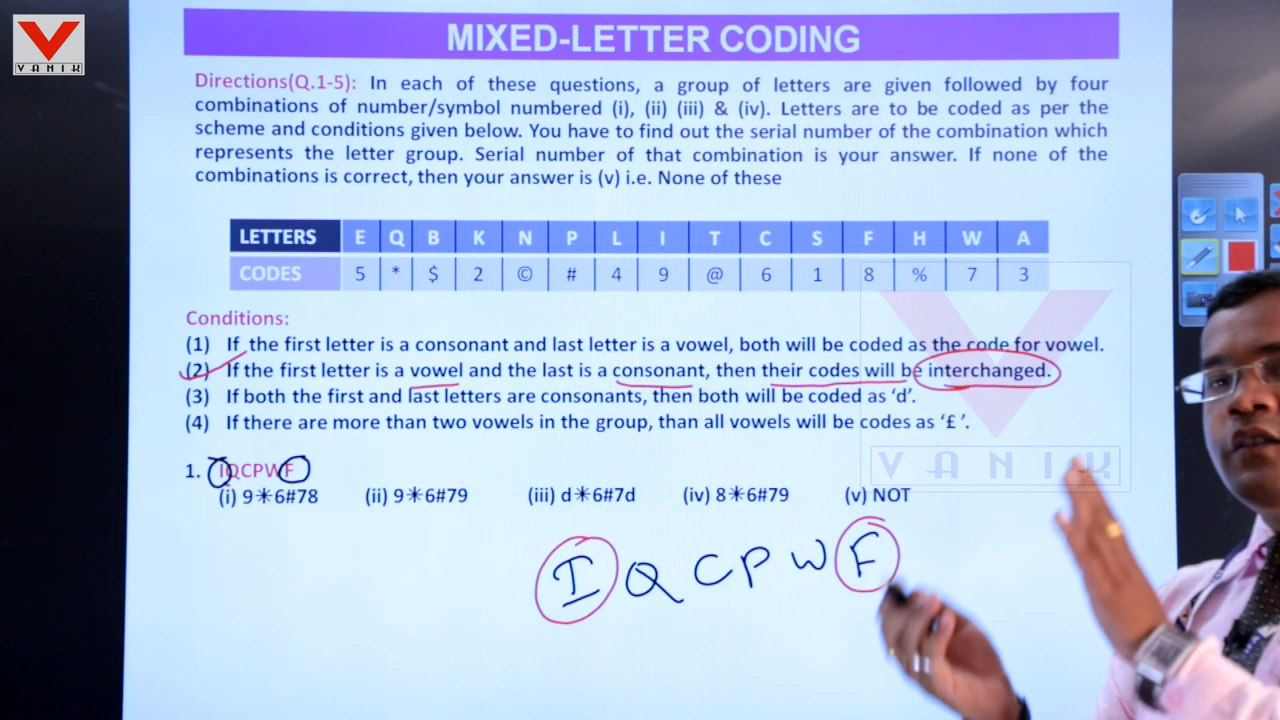 VANIK
MIXED-LETTER CODING
Directions(Q.1-5): In each of these questions, a group of letters are given followed by four
combinations of number/symbol numbered (i), (ii) (iii) & (iv). Letters are to be coded as per the
scheme and conditions given below. You have to find out the serial number of the combination which
represents the letter group. Serial number of that combination is your answer. If none of the
combinations is correct, then your answer is (v) i.e. None of these
LETTERS E Q B K N P L I T C S F H W A
CODES 5 * $ 2 © # 4 9 @ 6 1 8 % 7 3
Conditions:
(1) If the first letter is a consonant and last letter is a vowel, both will be coded as the code for vowel.
(2) If the first letter is a vowel and the last is a consonant, then their codes will be interchanged.
(3) If both the first and last letters are consonants, then both will be coded as ‘d’.
(4) If there are more than two vowels in the group, than all vowels will be codes as ‘£ ’.
VANIK
1. IQCPWF
(i) 9✳6#78 (ii) 9✳6#79 (iii) d✳6#7d (iv) 8✳6#79 (v) NOT
I Q C P W F